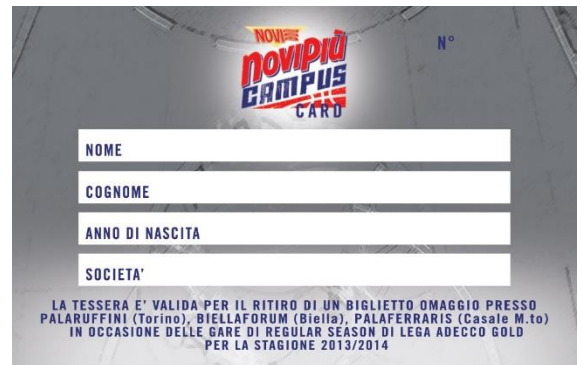 NOVI
novipiù
CAMPUS
CARD
N°
NOME
COGNOME
ANNO DI NASCITA
SOCIETA'
LA TESSERA E' VALIDA PER IL RITIRO DI UN BIGLIETTO OMAGGIO PRESSO
PALARUFFINI (Torino), BIELLAFORUM (Biella), PALAFERRARIS (Casale M.to)
IN OCCASIONE DELLE GARE DI REGULAR SEASON DI LEGA ADECCO GOLD
PER LA STAGIONE 2013/2014